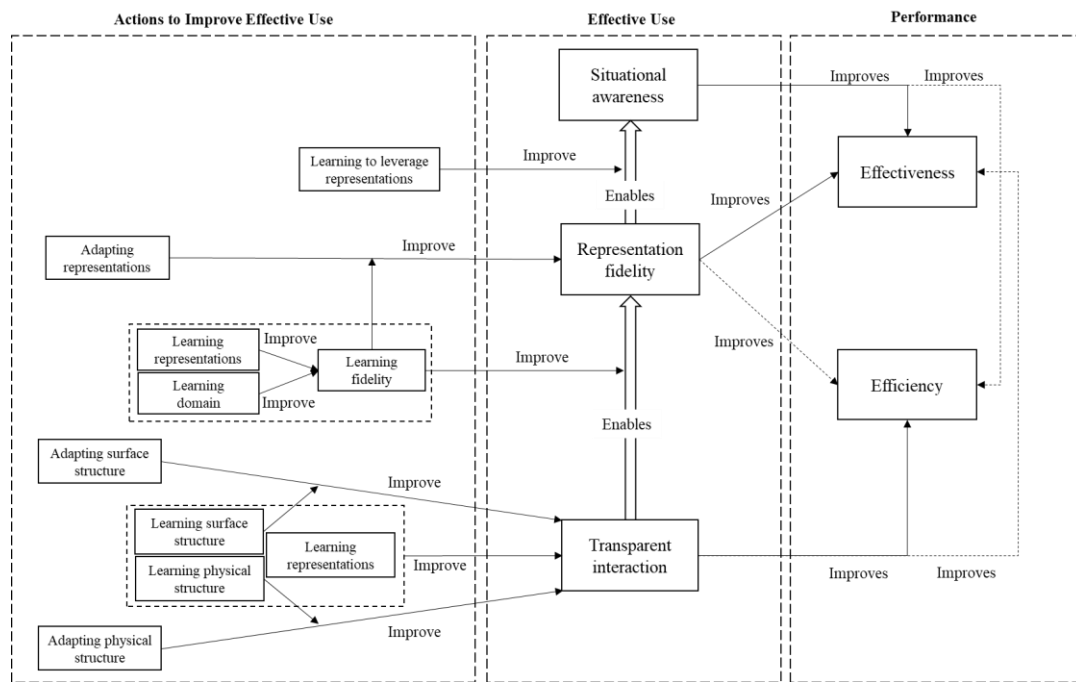 Actions to Improve Effective Use
Effective Use
Performance
Situational
awareness
Improves
Improves
Learning to leverage
representations
Improve
Effectiveness
Enables
Improves
Adapting
representations
Improve
Representation
fidelity
Learning
representations
Improve
Learning
fidelity
Improve
Improves
Learning
domain
Improve
Efficiency
Enables
Adapting surface
structure
Improve
Learning surface
structure
Learning
representations
Learning physical
structure
Improve
Transparent
interaction
Improves
Improves
Adapting physical
structure
Improve